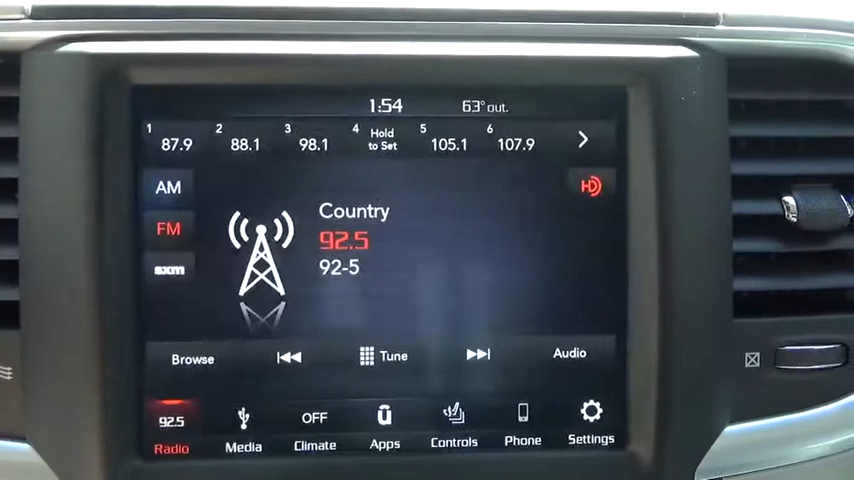 1:54 63° out.
1 87.9 2 88.1 3 98.1 4 Hold to Set 5 105.1 6 107.9
AM
HD
FM
sxm
Country
92.5
92-5
Browse Tune Audio
92.5 OFF
Radio Media Climate Apps Controls Phone Settings